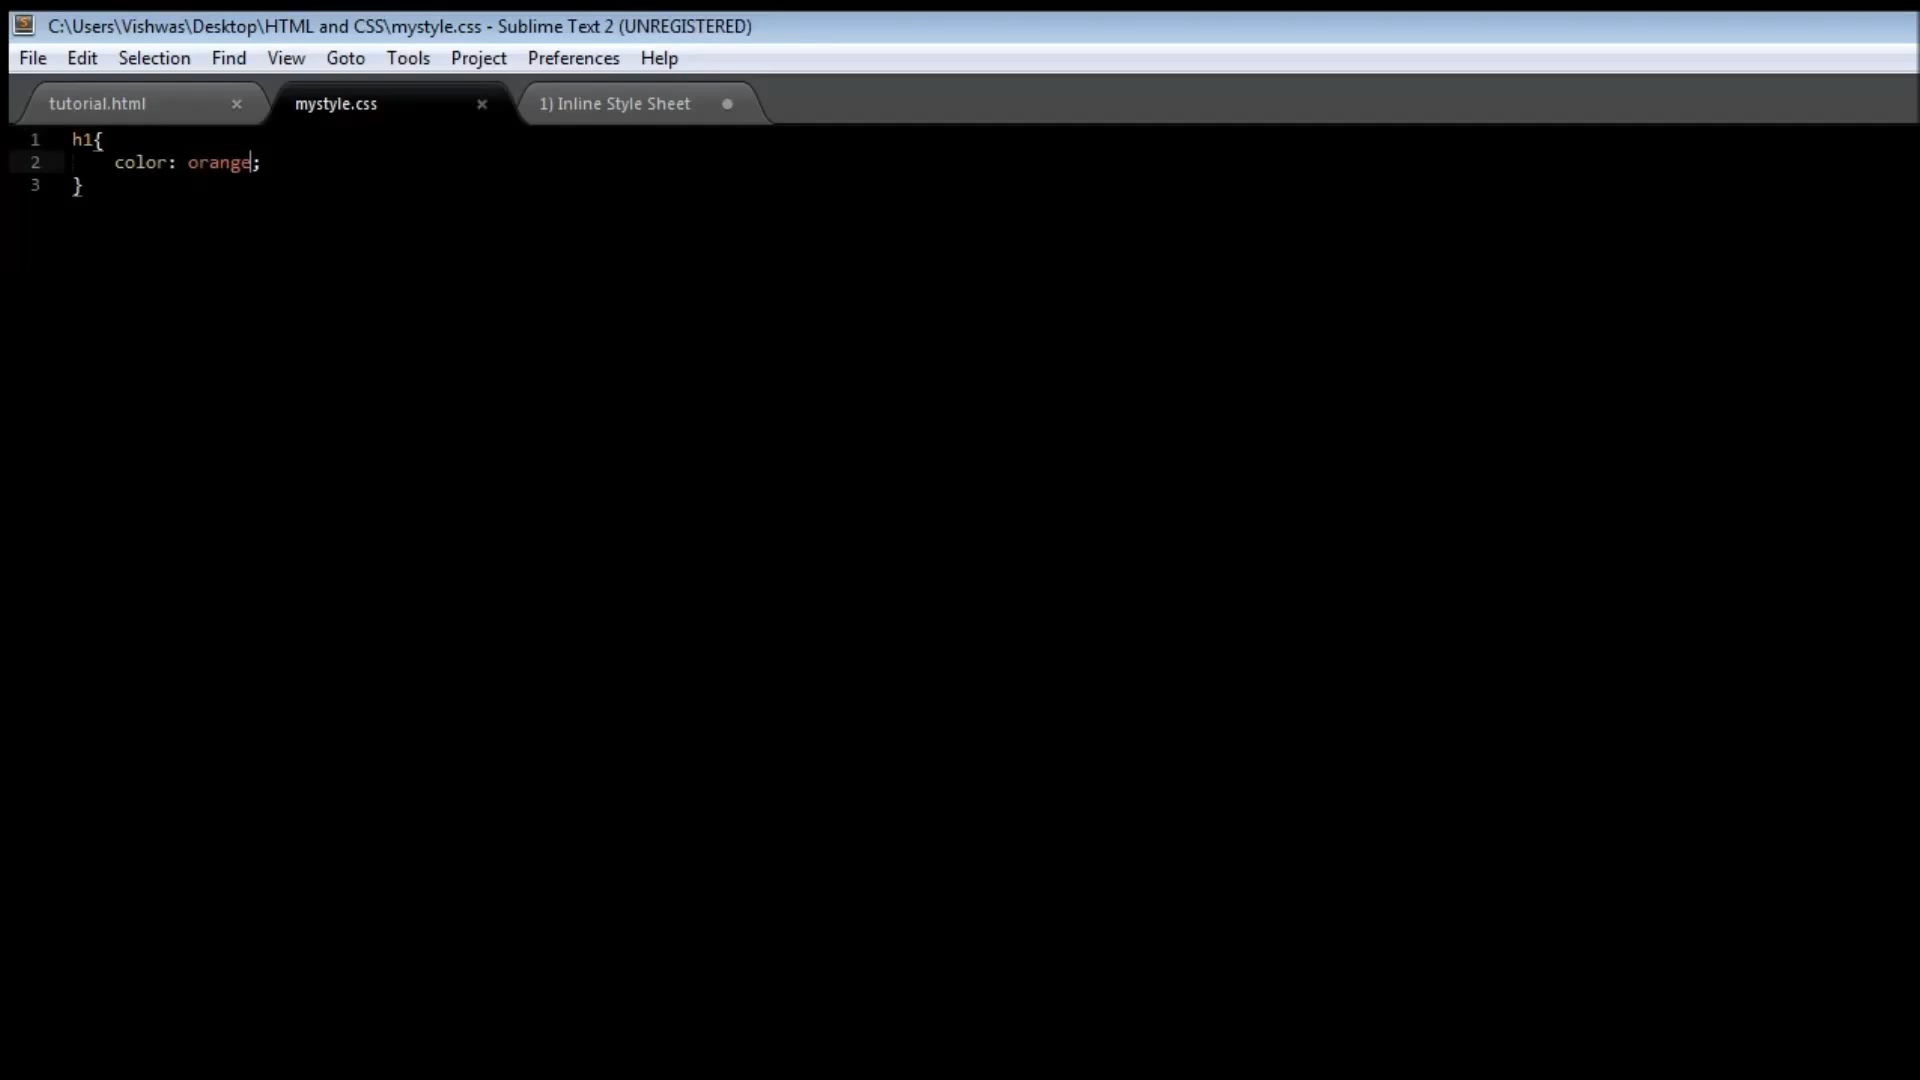 C:\Users\Vishwas\Desktop\HTML and CSS\mystyle.css - Sublime Text 2 (UNREGISTERED)
File Edit Selection Find View Goto Tools Project Preferences Help
tutorial.html × mystyle.css × 1) Inline Style Sheet
1 h1{
2 color: orange;
3 }